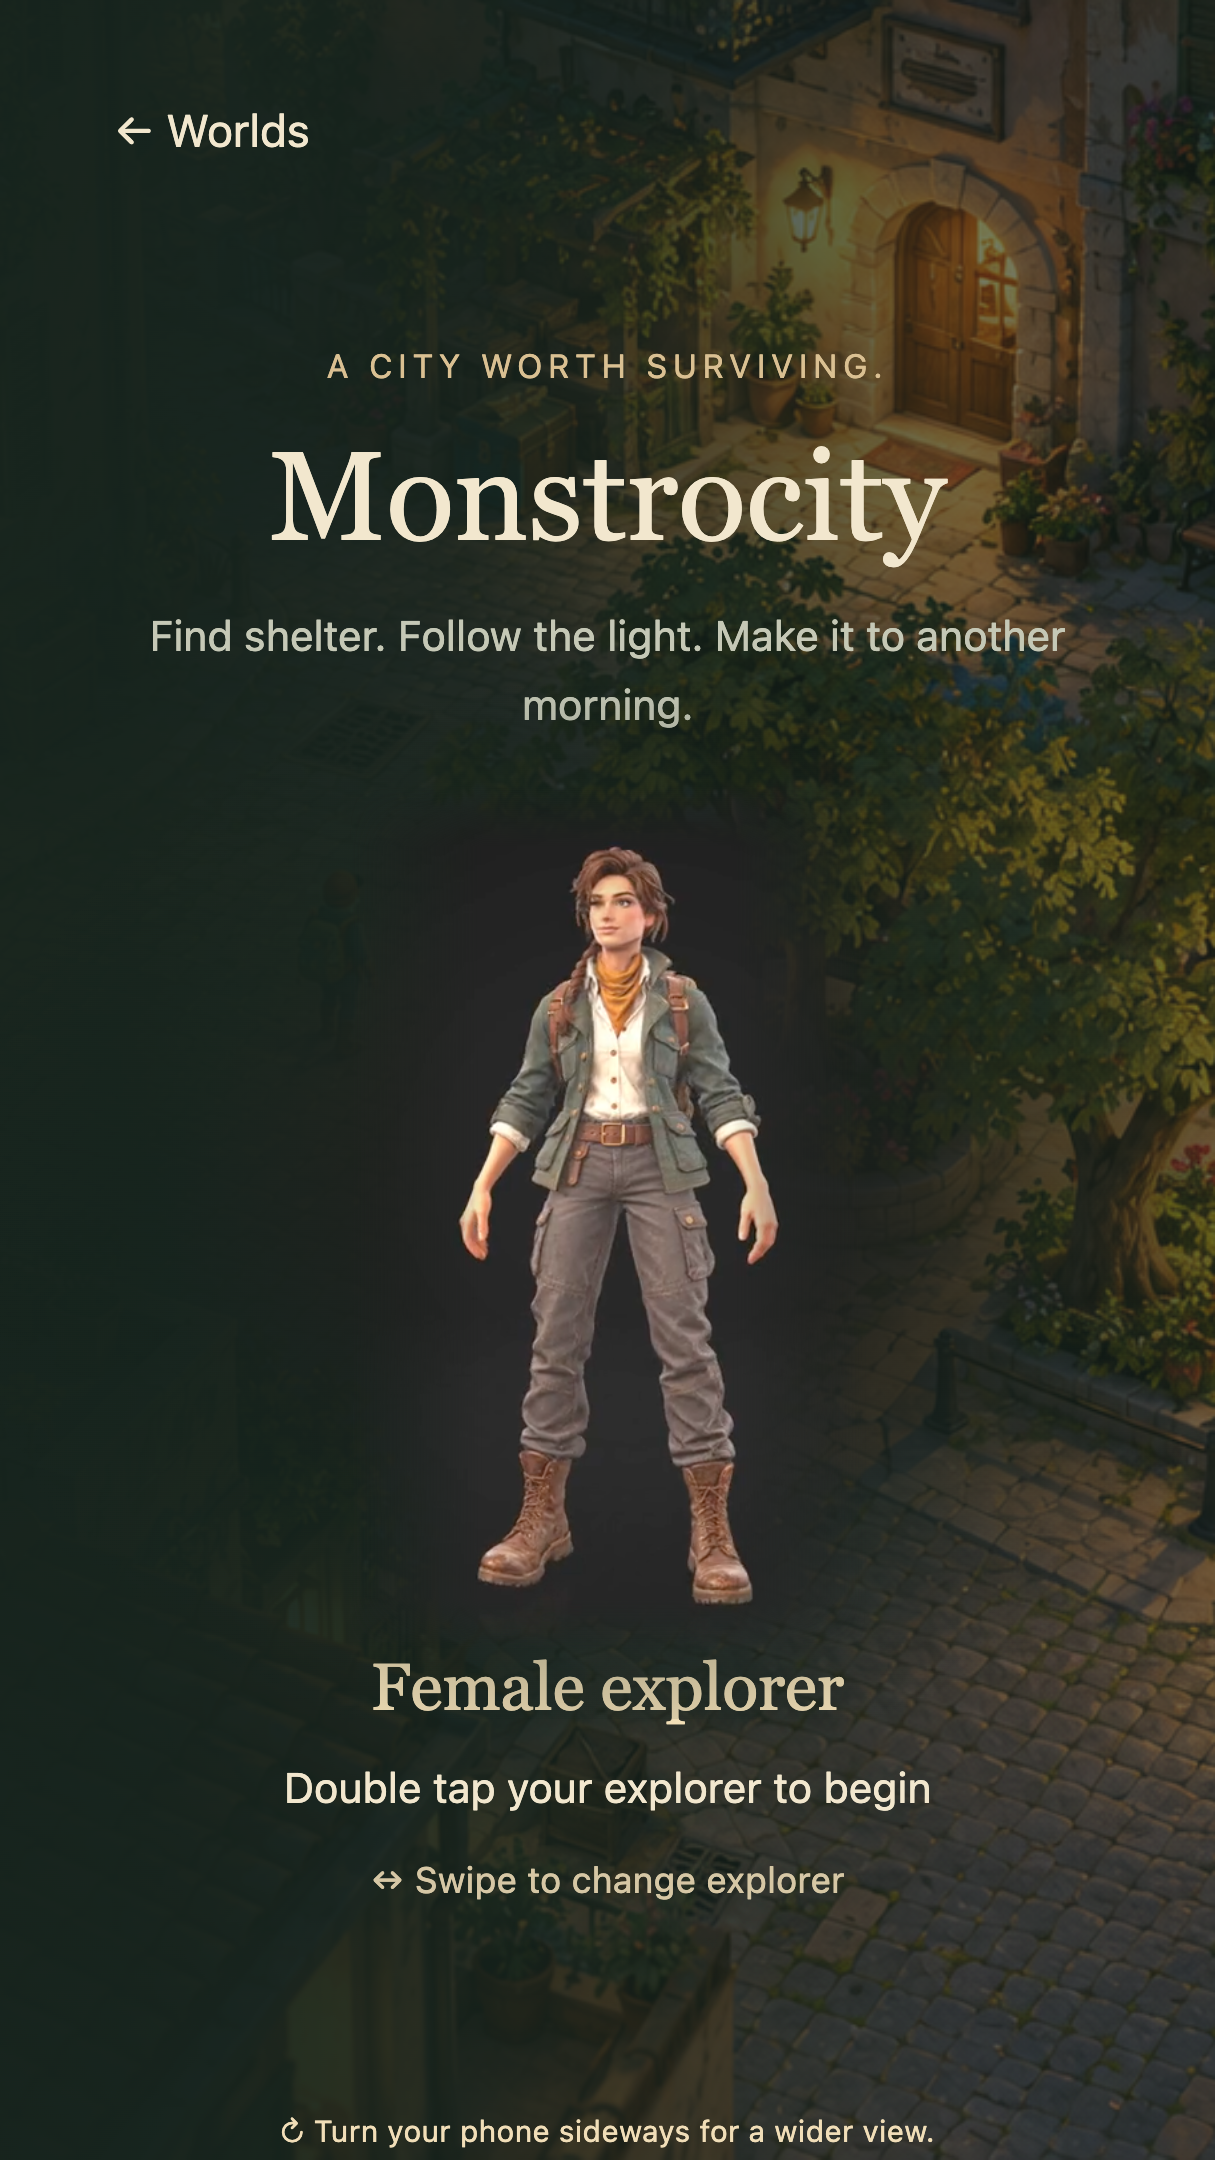 ← Worlds
A CITY WORTH SURVIVING.
Monstrocity
Find shelter. Follow the light. Make it to another
morning.
Female explorer
Double tap your explorer to begin
↔ Swipe to change explorer
↻ Turn your phone sideways for a wider view.